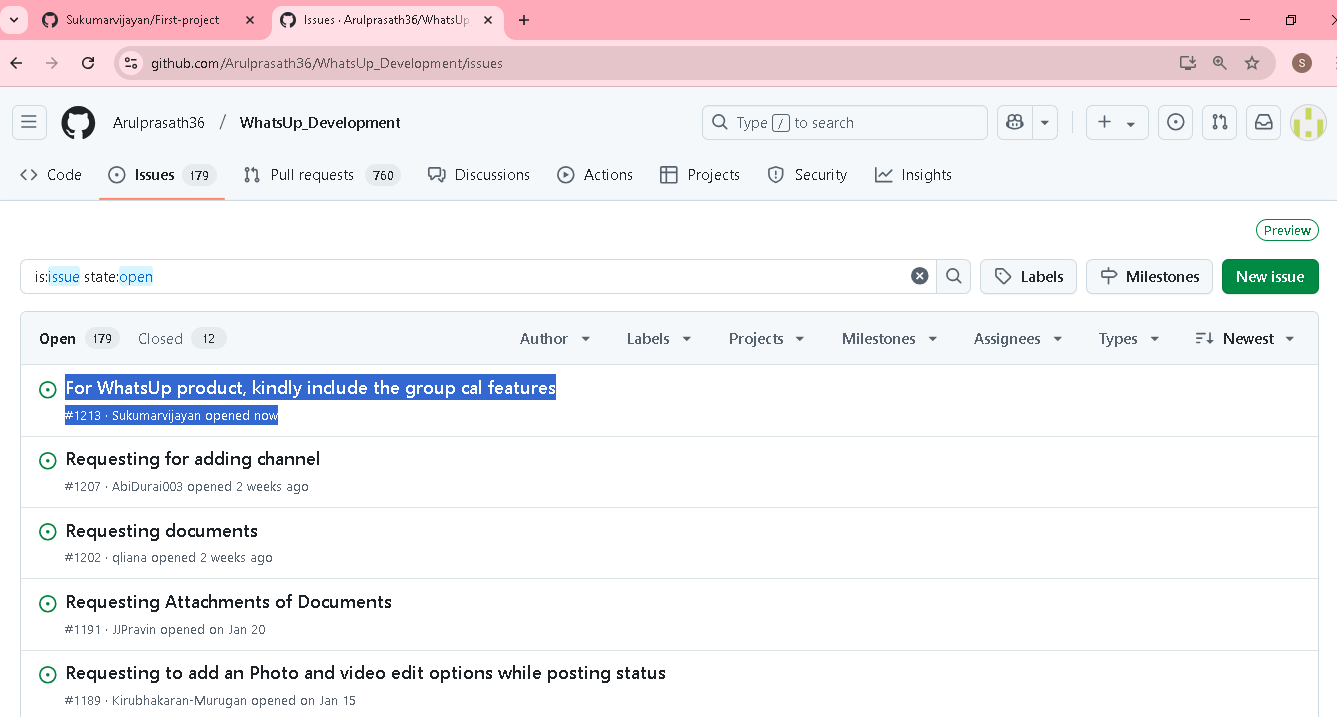 Sukumarvijayan/First-project
Issues · Arulprasath36/WhatsUp
github.com/Arulprasath36/WhatsUp_Development/issues
S
Arulprasath36 / WhatsUp_Development
Type / to search
Code
Issues 179
Pull requests 760
Discussions
Actions
Projects
Security
Insights
Preview
is:issue state:open
Labels
Milestones
New issue
Open 179
Closed 12
Author
Labels
Projects
Milestones
Assignees
Types
Newest
For WhatsUp product, kindly include the group cal features
#1213 · Sukumarvijayan opened now
Requesting for adding channel
#1207 · AbiDurai003 opened 2 weeks ago
Requesting documents
#1202 · qliana opened 2 weeks ago
Requesting Attachments of Documents
#1191 · JJPravin opened on Jan 20
Requesting to add an Photo and video edit options while posting status
#1189 · Kirubhakaran-Murugan opened on Jan 15